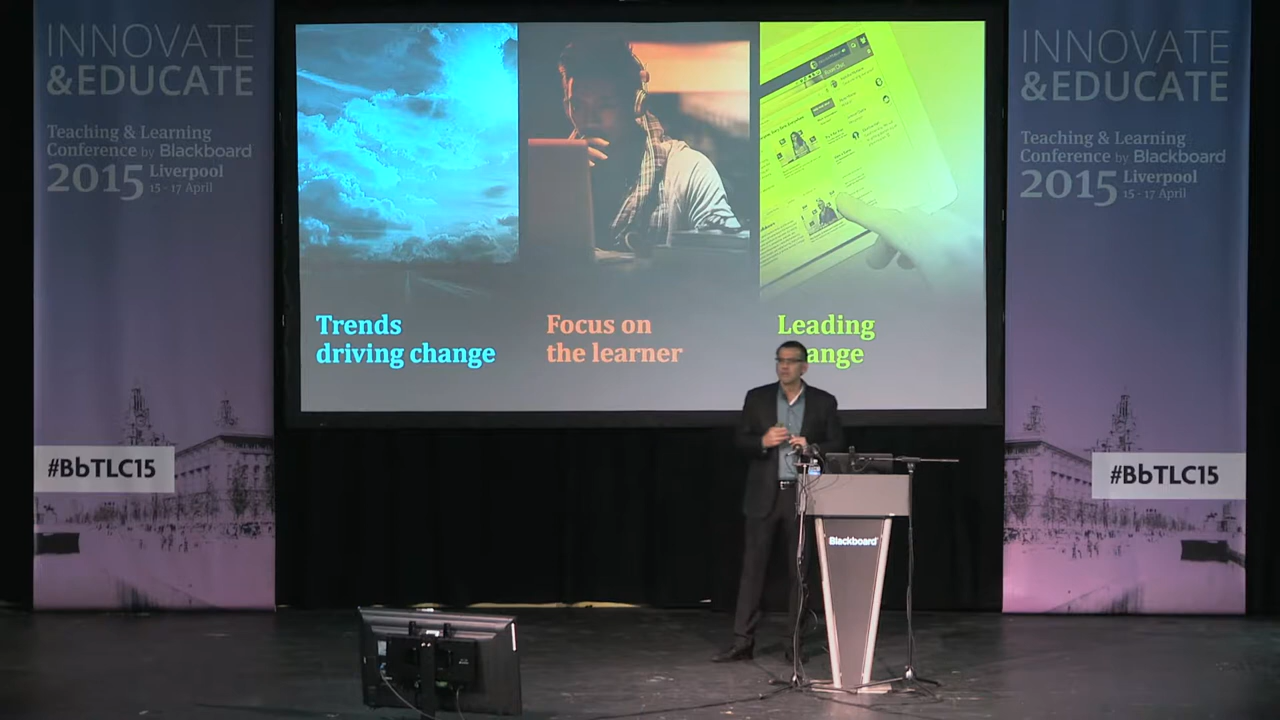 INNOVATE
&EDUCATE
Teaching & Learning
Conference by Blackboard
2015 Liverpool
15 - 17 April
#BbTLC15
Trends
driving change
Focus on
the learner
Leading
ange
Blackboard
INNOVATE
&EDUCATE
Teaching & Learning
Conference by Blackboard
2015 Liverpool
15 - 17 April
#BbTLC15